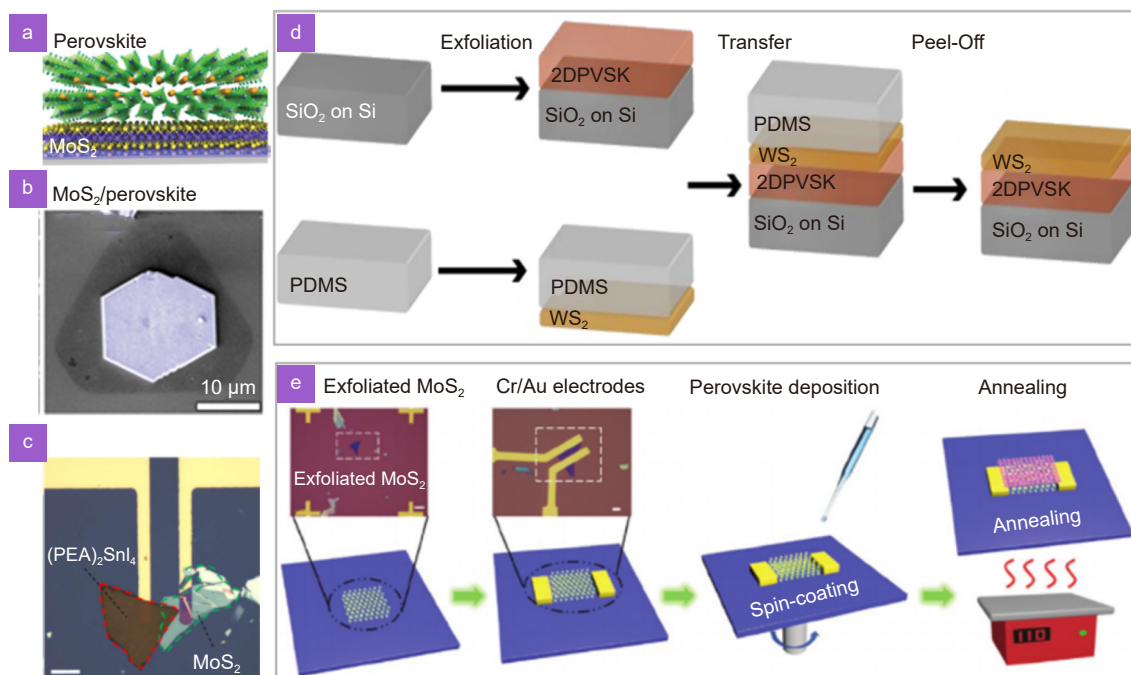 a
Perovskite
MoS₂
b
MoS₂/perovskite
10 μm
c
(PEA)₂SnI₄
MoS₂
d
Exfoliation
Transfer
Peel-Off
SiO₂ on Si
2DPVSK
SiO₂ on Si
PDMS
WS₂
2DPVSK
SiO₂ on Si
WS₂
2DPVSK
SiO₂ on Si
PDMS
PDMS
WS₂
e
Exfoliated MoS₂
Cr/Au electrodes
Perovskite deposition
Annealing
Exfoliated MoS₂
Spin-coating
Annealing
110